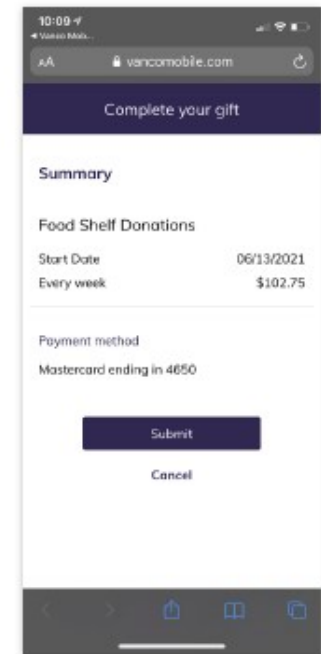 10:09
◀ Vanco Mob...
AA vancomobile.com
Complete your gift
Summary
Food Shelf Donations
Start Date 06/13/2021
Every week $102.75
Payment method
Mastercard ending in 4650
Submit
Cancel